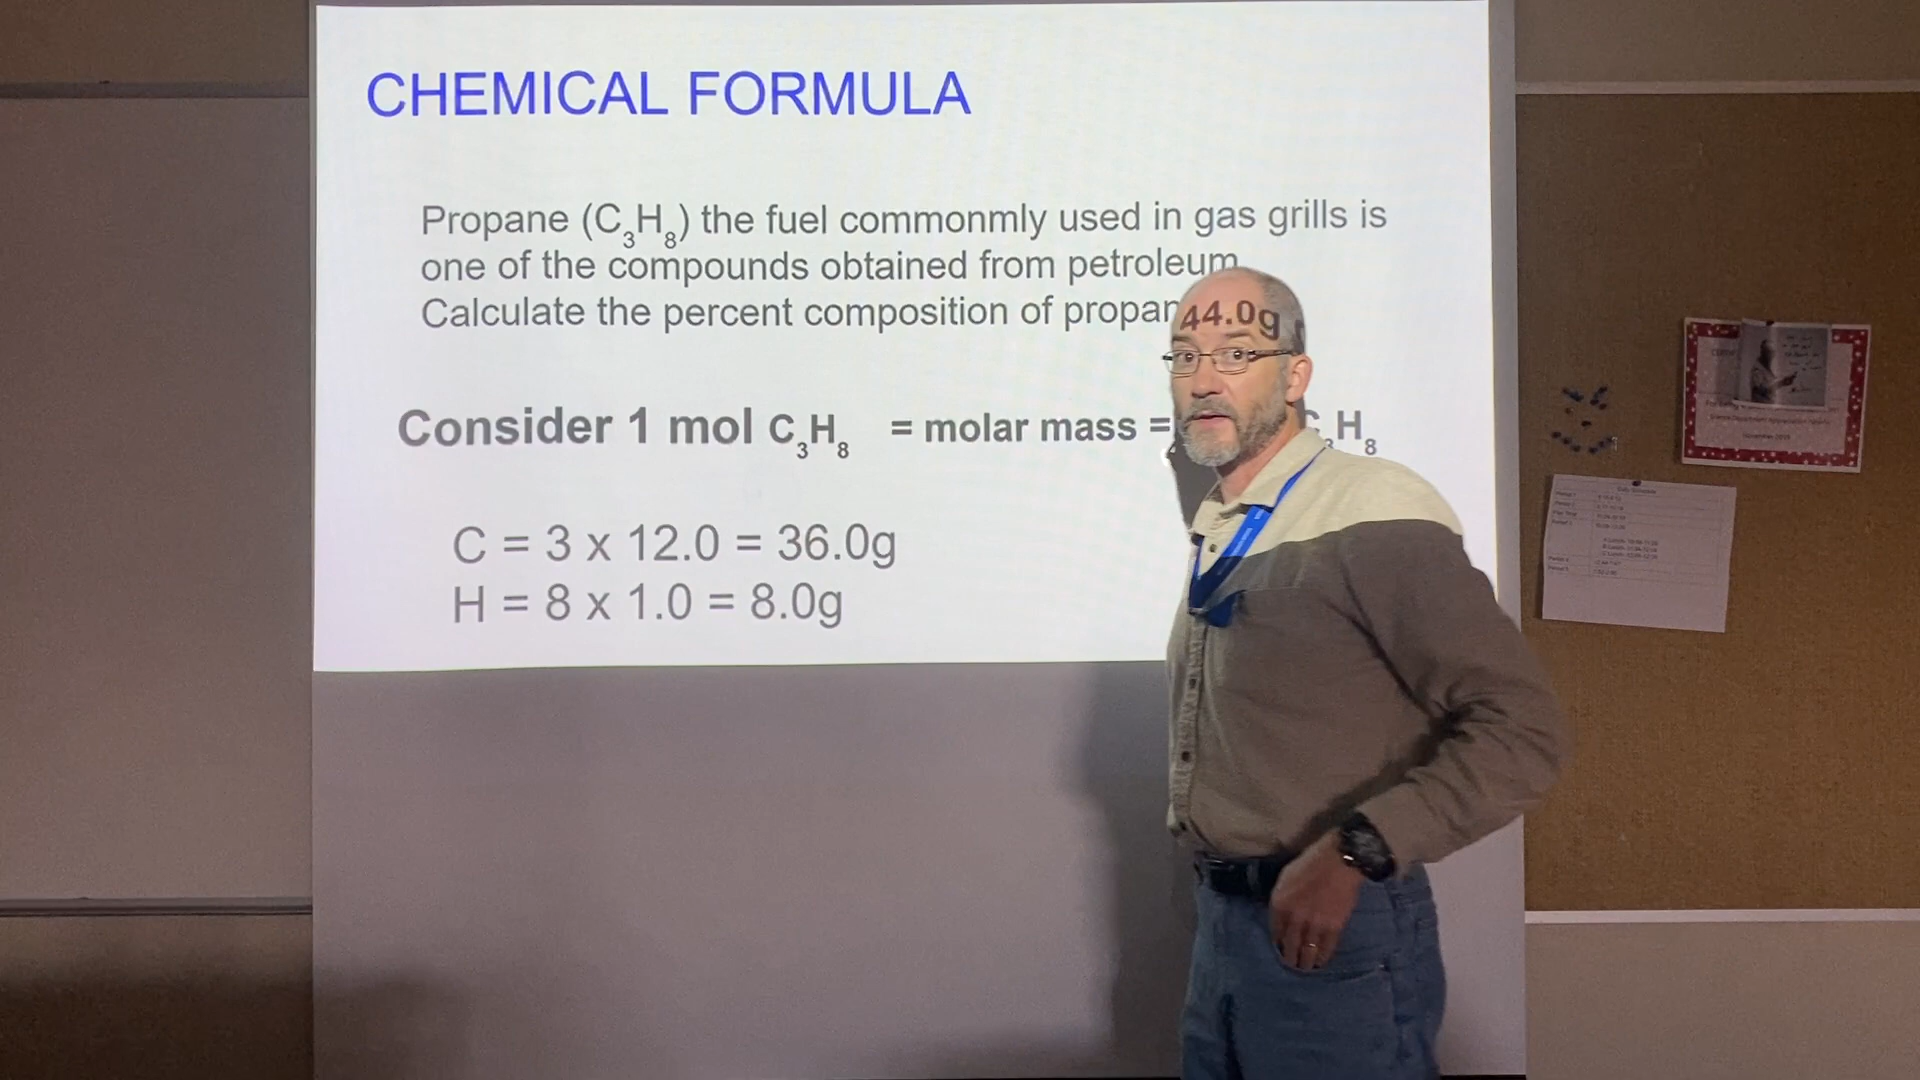 CHEMICAL FORMULA
Propane (C₃H₈) the fuel commonmly used in gas grills is
one of the compounds obtained from petroleum
Calculate the percent composition of propan
Consider 1 mol C₃H₈ = molar mass = 44.0g C₃H₈
C = 3 x 12.0 = 36.0g
H = 8 x 1.0 = 8.0g